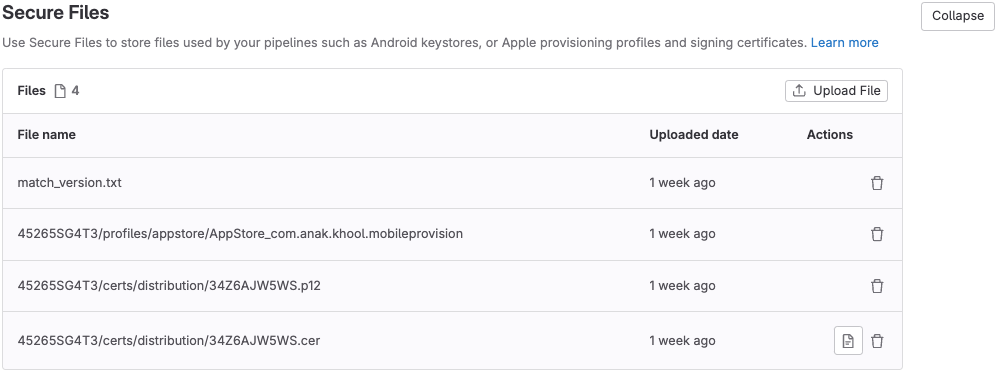 Secure Files
Collapse
Use Secure Files to store files used by your pipelines such as Android keystores, or Apple provisioning profiles and signing certificates. Learn more
Files 4
Upload File
File name Uploaded date Actions
match_version.txt 1 week ago
45265SG4T3/profiles/appstore/AppStore_com.anak.khool.mobileprovision 1 week ago
45265SG4T3/certs/distribution/34Z6AJW5WS.p12 1 week ago
45265SG4T3/certs/distribution/34Z6AJW5WS.cer 1 week ago